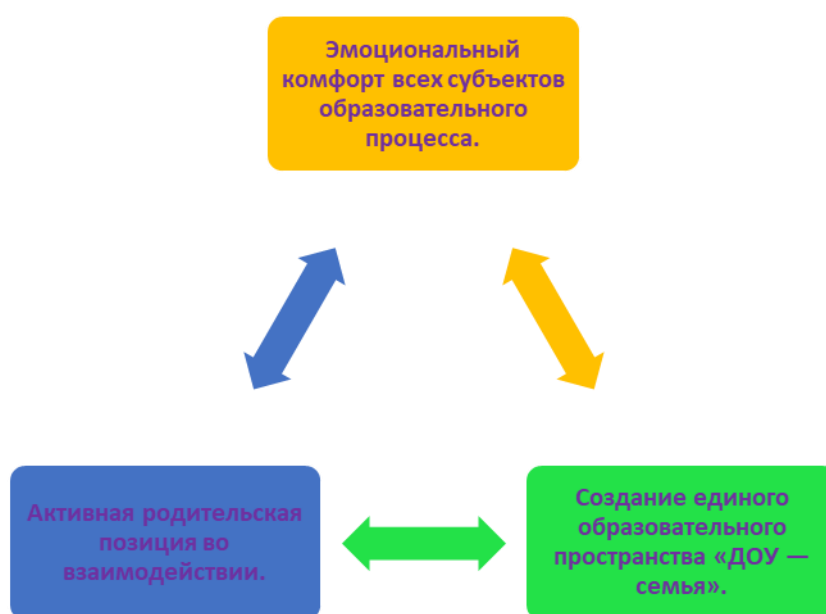 Эмоциональный
комфорт всех субъектов
образовательного
процесса.
Активная родительская
позиция во
взаимодействии.
Создание единого
образовательного
пространства «ДОУ —
семья».